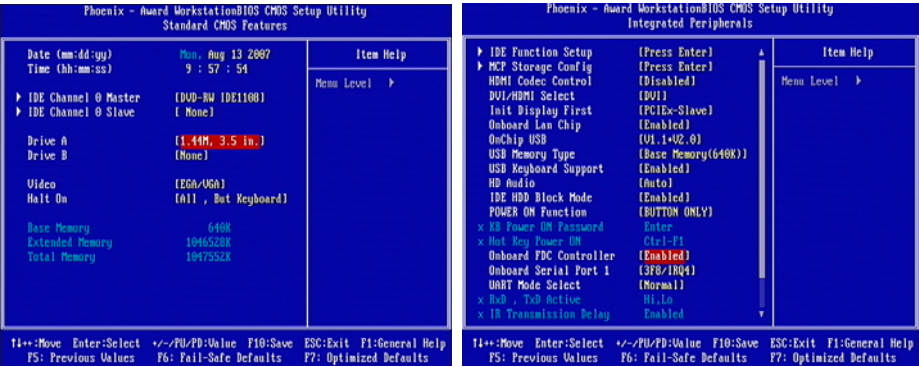 Phoenix - Award WorkstationBIOS CMOS Setup Utility
Standard CMOS Features
Date (mm:dd:yy) Mon, Aug 13 2007
Time (hh:mm:ss) 9 : 57 : 54
IDE Channel 0 Master [DVD-RW IDE1108]
IDE Channel 0 Slave [ None]
Drive A [1.44M, 3.5 in.]
Drive B [None]
Video [EGA/VGA]
Halt On [All , But Keyboard]
Base Memory 640K
Extended Memory 1046528K
Total Memory 1047552K
Item Help
Menu Level
:Move Enter:Select +/-/PU/PD:Value F10:Save ESC:Exit F1:General Help
F5: Previous Values F6: Fail-Safe Defaults F7: Optimized Defaults
Phoenix - Award WorkstationBIOS CMOS Setup Utility
Integrated Peripherals
IDE Function Setup [Press Enter]
MCP Storage Config [Press Enter]
HDMI Codec Control [Disabled]
DVI/HDMI Select [DVI]
Init Display First [PCIEx-Slave]
Onboard Lan Chip [Enabled]
OnChip USB [V1.1+V2.0]
USB Memory Type [Base Memory(640K)]
USB Keyboard Support [Enabled]
HD Audio [Auto]
IDE HDD Block Mode [Enabled]
POWER ON Function [BUTTON ONLY]
x KB Power ON Password Enter
x Hot Key Power ON Ctrl-F1
Onboard FDC Controller [Enabled]
Onboard Serial Port 1 [3F8/IRQ4]
UART Mode Select [Normal]
x RxD , TxD Active Hi,Lo
x IR Transmission Delay Enabled
Item Help
Menu Level
:Move Enter:Select +/-/PU/PD:Value F10:Save ESC:Exit F1:General Help
F5: Previous Values F6: Fail-Safe Defaults F7: Optimized Defaults